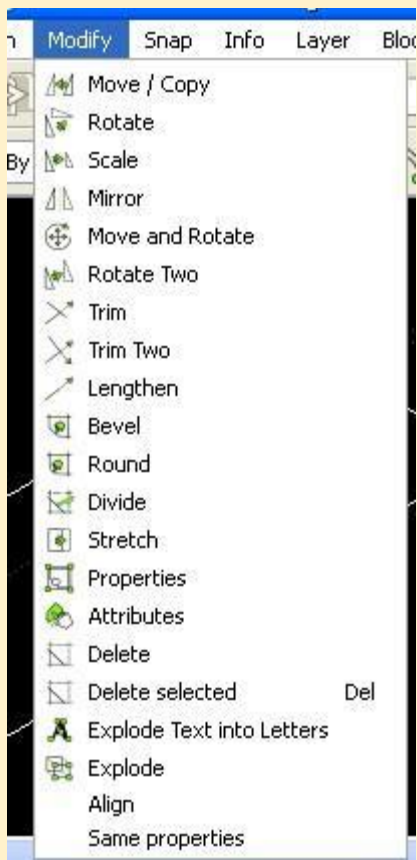 n Modify Snap Info Layer Bloc
By
Move / Copy
Rotate
Scale
Mirror
Move and Rotate
Rotate Two
Trim
Trim Two
Lengthen
Bevel
Round
Divide
Stretch
Properties
Attributes
Delete
Delete selected Del
Explode Text into Letters
Explode
Align
Same properties